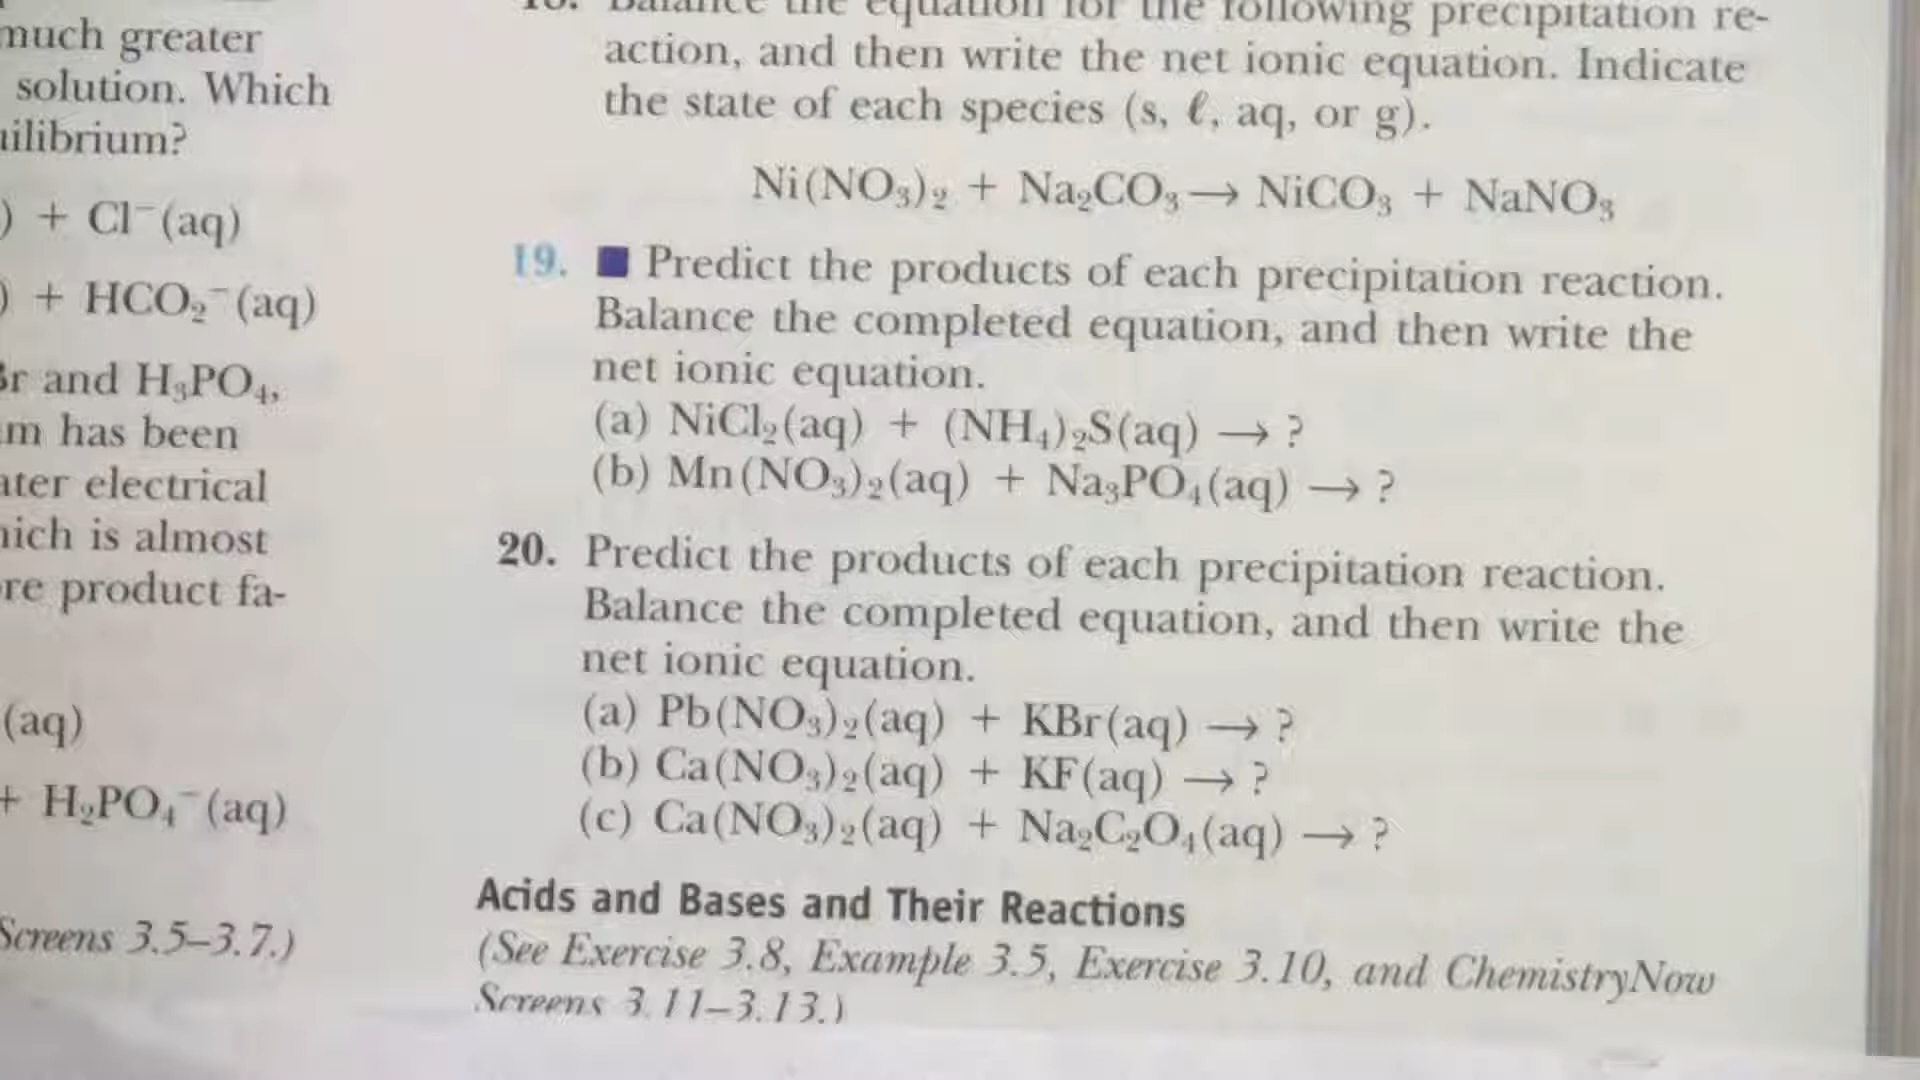 much greater
solution. Which
) + Cl⁻(aq)
) + HCO₂⁻(aq)
and H₃PO₄,
has been
electrical
is almost
product fa-
(aq)
+ H₂PO₄⁻(aq)
Screens 3.5–3.7.)
Balance the equation for the following precipitation re-
action, and then write the net ionic equation. Indicate
the state of each species (s, ℓ, aq, or g).
Ni(NO₃)₂ + Na₂CO₃ → NiCO₃ + NaNO₃
19. ■ Predict the products of each precipitation reaction.
Balance the completed equation, and then write the
net ionic equation.
(a) NiCl₂(aq) + (NH₄)₂S(aq) → ?
(b) Mn(NO₃)₂(aq) + Na₃PO₄(aq) → ?
20. Predict the products of each precipitation reaction.
Balance the completed equation, and then write the
net ionic equation.
(a) Pb(NO₃)₂(aq) + KBr(aq) → ?
(b) Ca(NO₃)₂(aq) + KF(aq) → ?
(c) Ca(NO₃)₂(aq) + Na₂C₂O₄(aq) → ?
Acids and Bases and Their Reactions
(See Exercise 3.8, Example 3.5, Exercise 3.10, and ChemistryNow
Screens 3.11–3.13.)